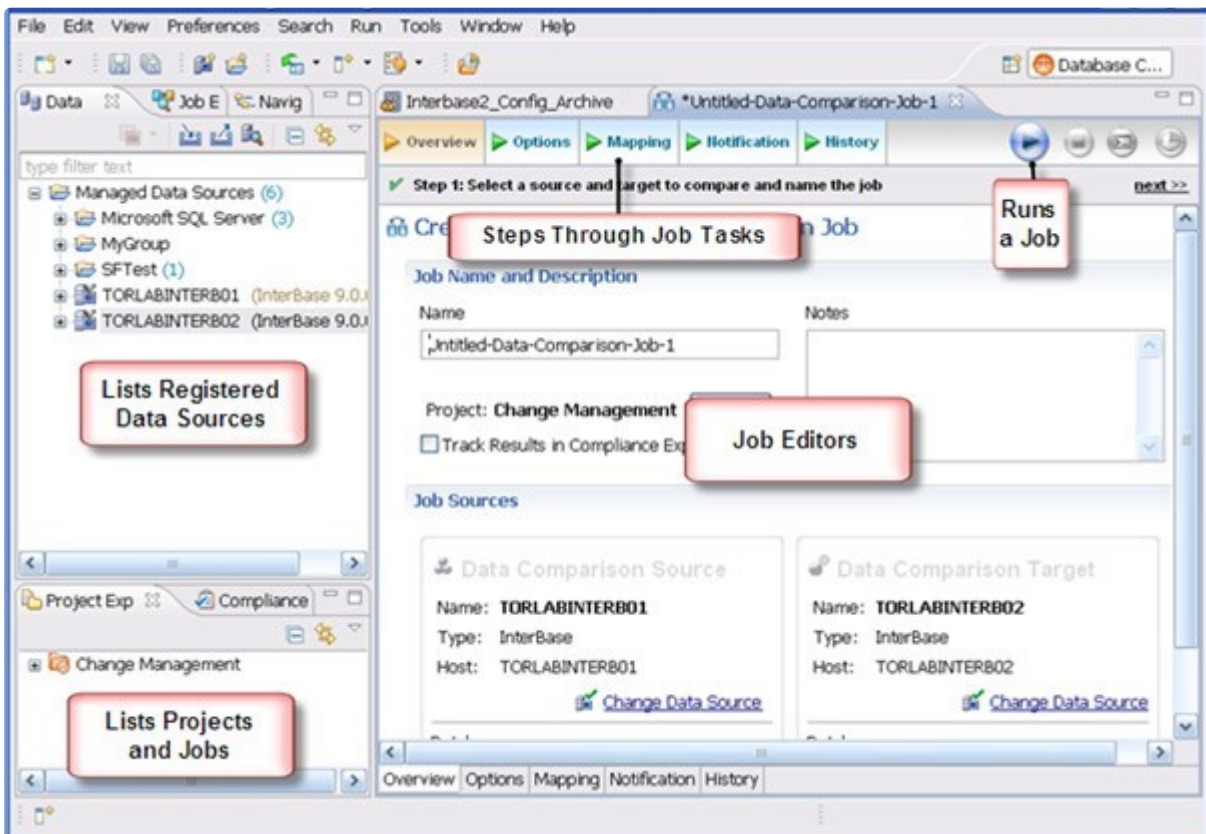 File Edit View Preferences Search Run Tools Window Help
Database C...
Data Job E Navig
Interbase2_Config_Archive *Untitled-Data-Comparison-Job-1
Overview Options Mapping Notification History
type filter text
Step 1: Select a source and target to compare and name the job next >>
Managed Data Sources (6)
Microsoft SQL Server (3)
MyGroup
SFTest (1)
TORLABINTERB01 (InterBase 9.0.
TORLABINTERB02 (InterBase 9.0.
Lists Registered
Data Sources
Steps Through Job Tasks
Job
Runs
a Job
Job Name and Description
Name Notes
Untitled-Data-Comparison-Job-1
Project: Change Management
Track Results in Compliance Exp
Job Editors
Job Sources
Data Comparison Source
Name: TORLABINTERB01
Type: InterBase
Host: TORLABINTERB01
Change Data Source
Data Comparison Target
Name: TORLABINTERB02
Type: InterBase
Host: TORLABINTERB02
Change Data Source
Project Exp Compliance
Change Management
Lists Projects
and Jobs
Overview Options Mapping Notification History